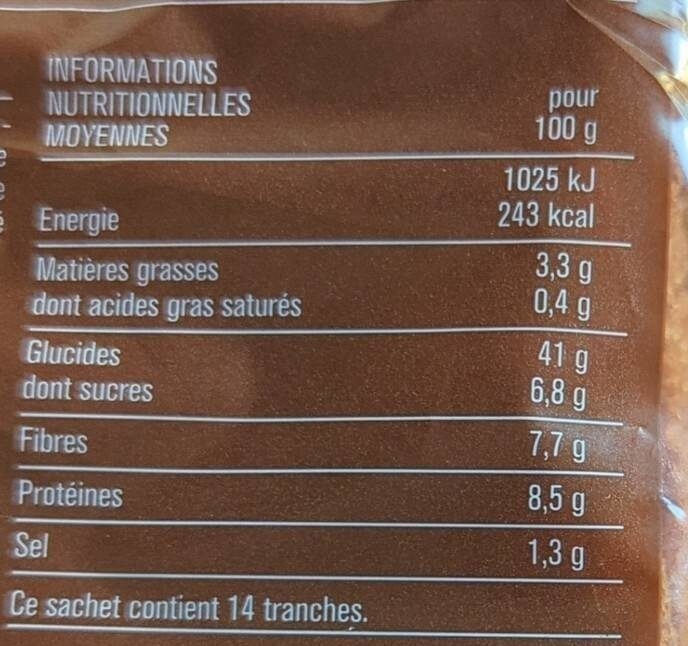 INFORMATIONS
NUTRITIONNELLES
MOYENNES
pour
100 g
Energie
1025 kJ
243 kcal
Matières grasses 3,3 g
dont acides gras saturés 0,4 g
Glucides 41 g
dont sucres 6,8 g
Fibres 7,7 g
Protéines 8,5 g
Sel 1,3 g
Ce sachet contient 14 tranches.